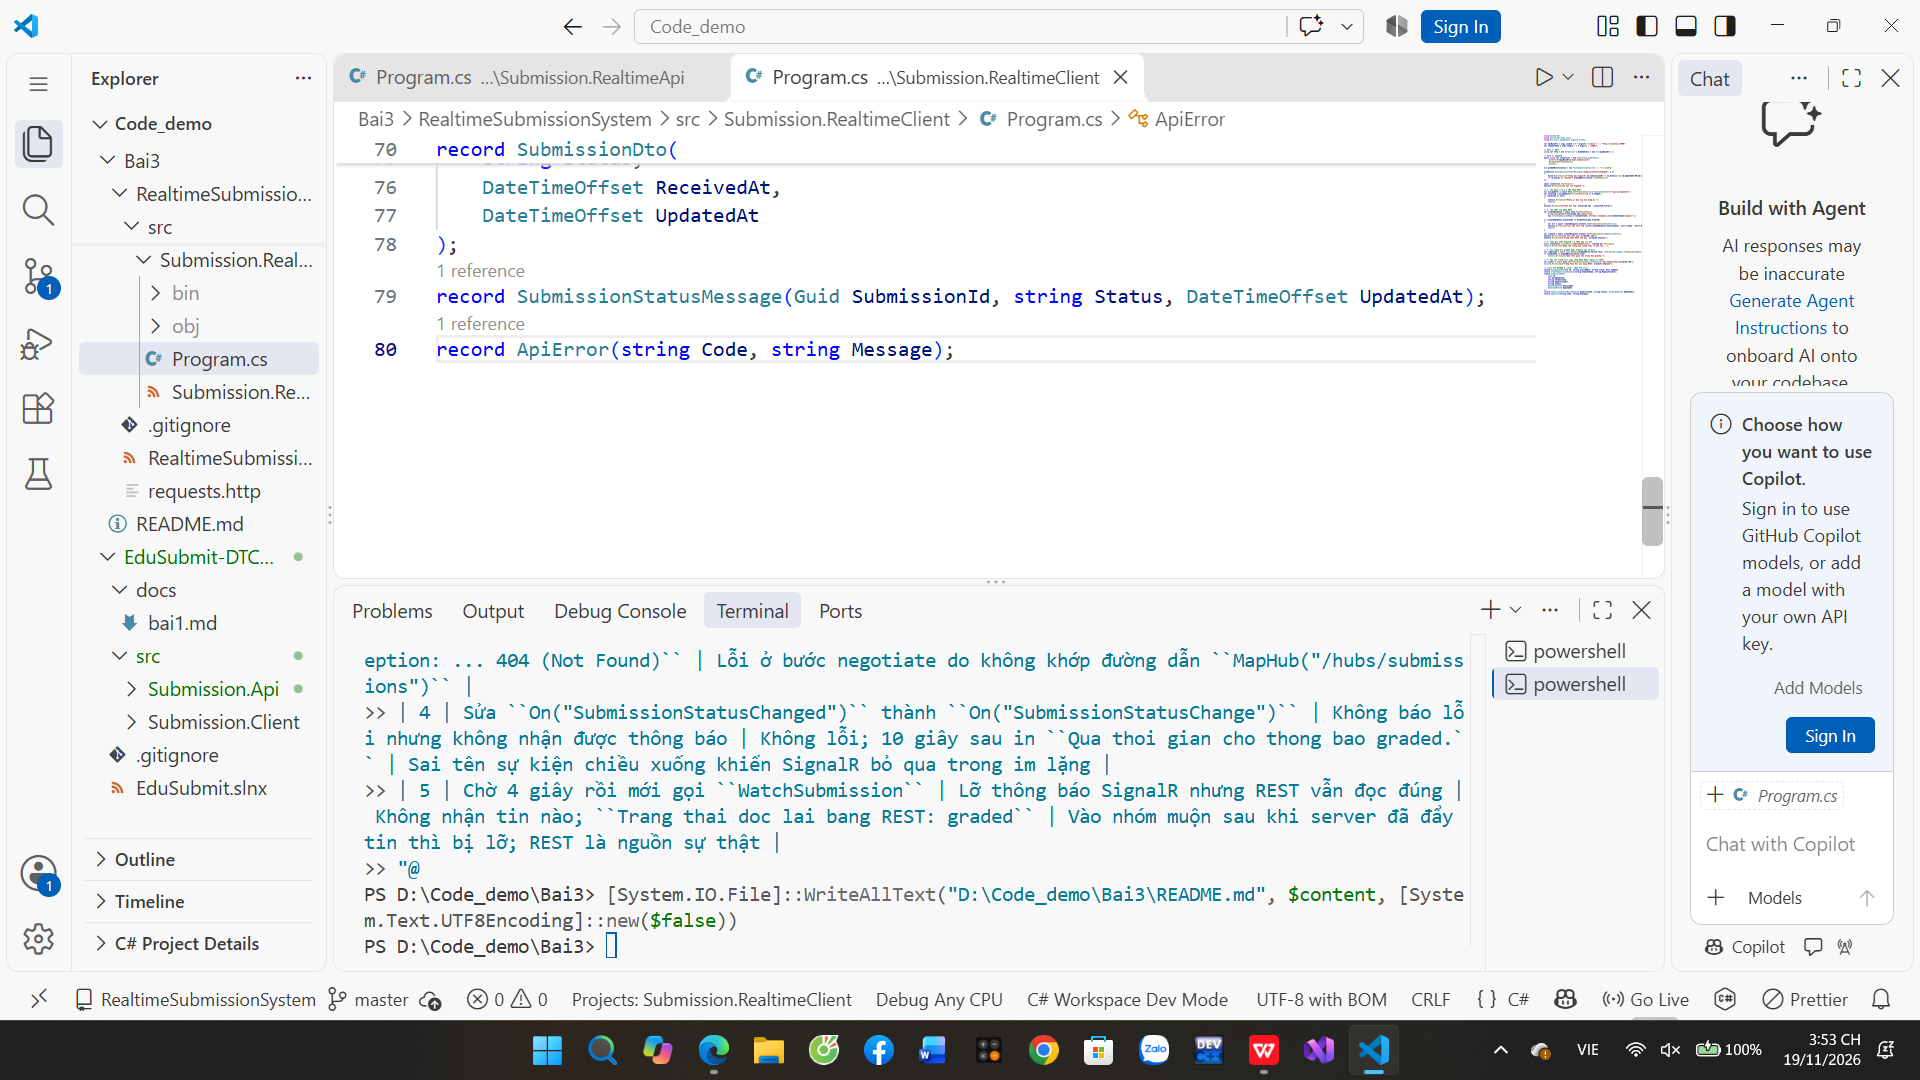 Code_demo
Sign In
Explorer
Code_demo
Bai3
RealtimeSubmissio...
src
Submission.Real...
bin
obj
Program.cs
Submission.Re...
.gitignore
RealtimeSubmissi...
requests.http
README.md
EduSubmit-DTC...
docs
bai1.md
src
Submission.Api
Submission.Client
.gitignore
EduSubmit.slnx
Outline
Timeline
C# Project Details
1
1
Program.cs ...\Submission.RealtimeApi
Program.cs ...\Submission.RealtimeClient
Bai3 > RealtimeSubmissionSystem > src > Submission.RealtimeClient > Program.cs > ApiError
70 record SubmissionDto(
76 DateTimeOffset ReceivedAt,
77 DateTimeOffset UpdatedAt
78 );
1 reference
79 record SubmissionStatusMessage(Guid SubmissionId, string Status, DateTimeOffset UpdatedAt);
1 reference
80 record ApiError(string Code, string Message);
Problems Output Debug Console Terminal Ports
eption: ... 404 (Not Found)`` | Lỗi ở bước negotiate do không khớp đường dẫn ``MapHub("/hubs/submiss
ions")`` |
>> | 4 | Sửa ``On("SubmissionStatusChanged")`` thành ``On("SubmissionStatusChange")`` | Không báo lỗ
i nhưng không nhận được thông báo | Không lỗi; 10 giây sau in ``Qua thoi gian cho thong bao graded.`
` | Sai tên sự kiện chiều xuống khiến SignalR bỏ qua trong im lặng |
>> | 5 | Chờ 4 giây rồi mới gọi ``WatchSubmission`` | Lỡ thông báo SignalR nhưng REST vẫn đọc đúng |
Không nhận tin nào; ``Trang thai doc lai bang REST: graded`` | Vào nhóm muộn sau khi server đã đẩy
tin thì bị lỡ; REST là nguồn sự thật |
>> "@
PS D:\Code_demo\Bai3> [System.IO.File]::WriteAllText("D:\Code_demo\Bai3\README.md", $content, [Syste
m.Text.UTF8Encoding]::new($false))
PS D:\Code_demo\Bai3>
powershell
powershell
Chat
Build with Agent
AI responses may
be inaccurate
Generate Agent
Instructions to
onboard AI onto
your codebase
Choose how
you want to use
Copilot.
Sign in to use
GitHub Copilot
models, or add
a model with
your own API
key.
Add Models
Sign In
Program.cs
Chat with Copilot
Models
Copilot
RealtimeSubmissionSystem master 0 0 Projects: Submission.RealtimeClient Debug Any CPU C# Workspace Dev Mode UTF-8 with BOM CRLF { } C# Go Live Prettier
VIE 100%
3:53 CH
19/11/2026